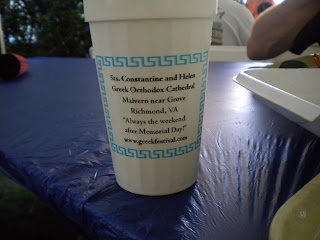 Sts. Constantine and Helen
Greek Orthodox Cathedral
Malvern near Grove
Richmond, VA
"Always the weekend
after Memorial Day!"
www.greekfestival.com